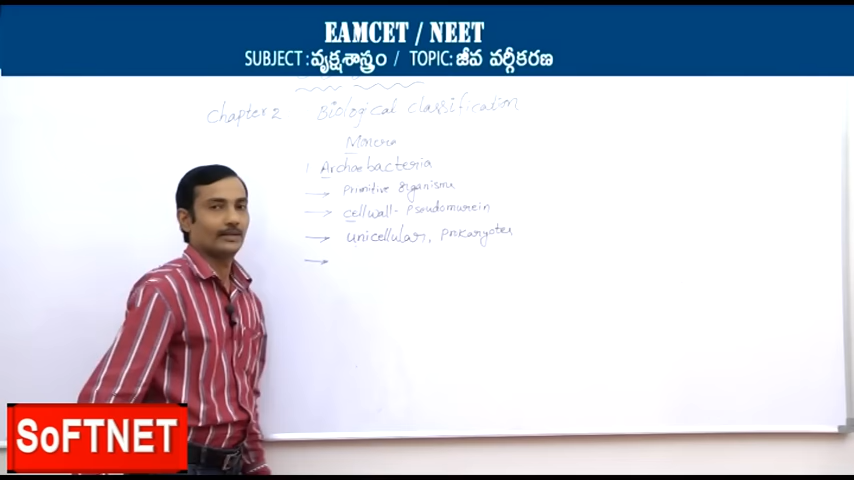 EAMCET / NEET
SUBJECT : వృక్షశాస్త్రం / TOPIC: జీవ వర్గీకరణ
Chapter 2 Biological classification
Monera
1 Archaebacteria
→ Primitive organisms
→ cellwall - Pseudomurein
→ unicellular, Prokaryotes
→
SoFTNET